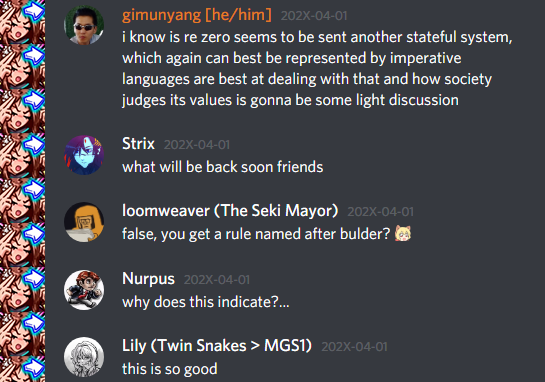 gimunyang [he/him] 202X-04-01
i know is re zero seems to be sent another stateful system,
which again can best be represented by imperative
languages are best at dealing with that and how society
judges its values is gonna be some light discussion
Strix 202X-04-01
what will be back soon friends
loomweaver (The Seki Mayor) 202X-04-01
false, you get a rule named after bulder?
Nurpus 202X-04-01
why does this indicate?...
Lily (Twin Snakes > MGS1) 202X-04-01
this is so good